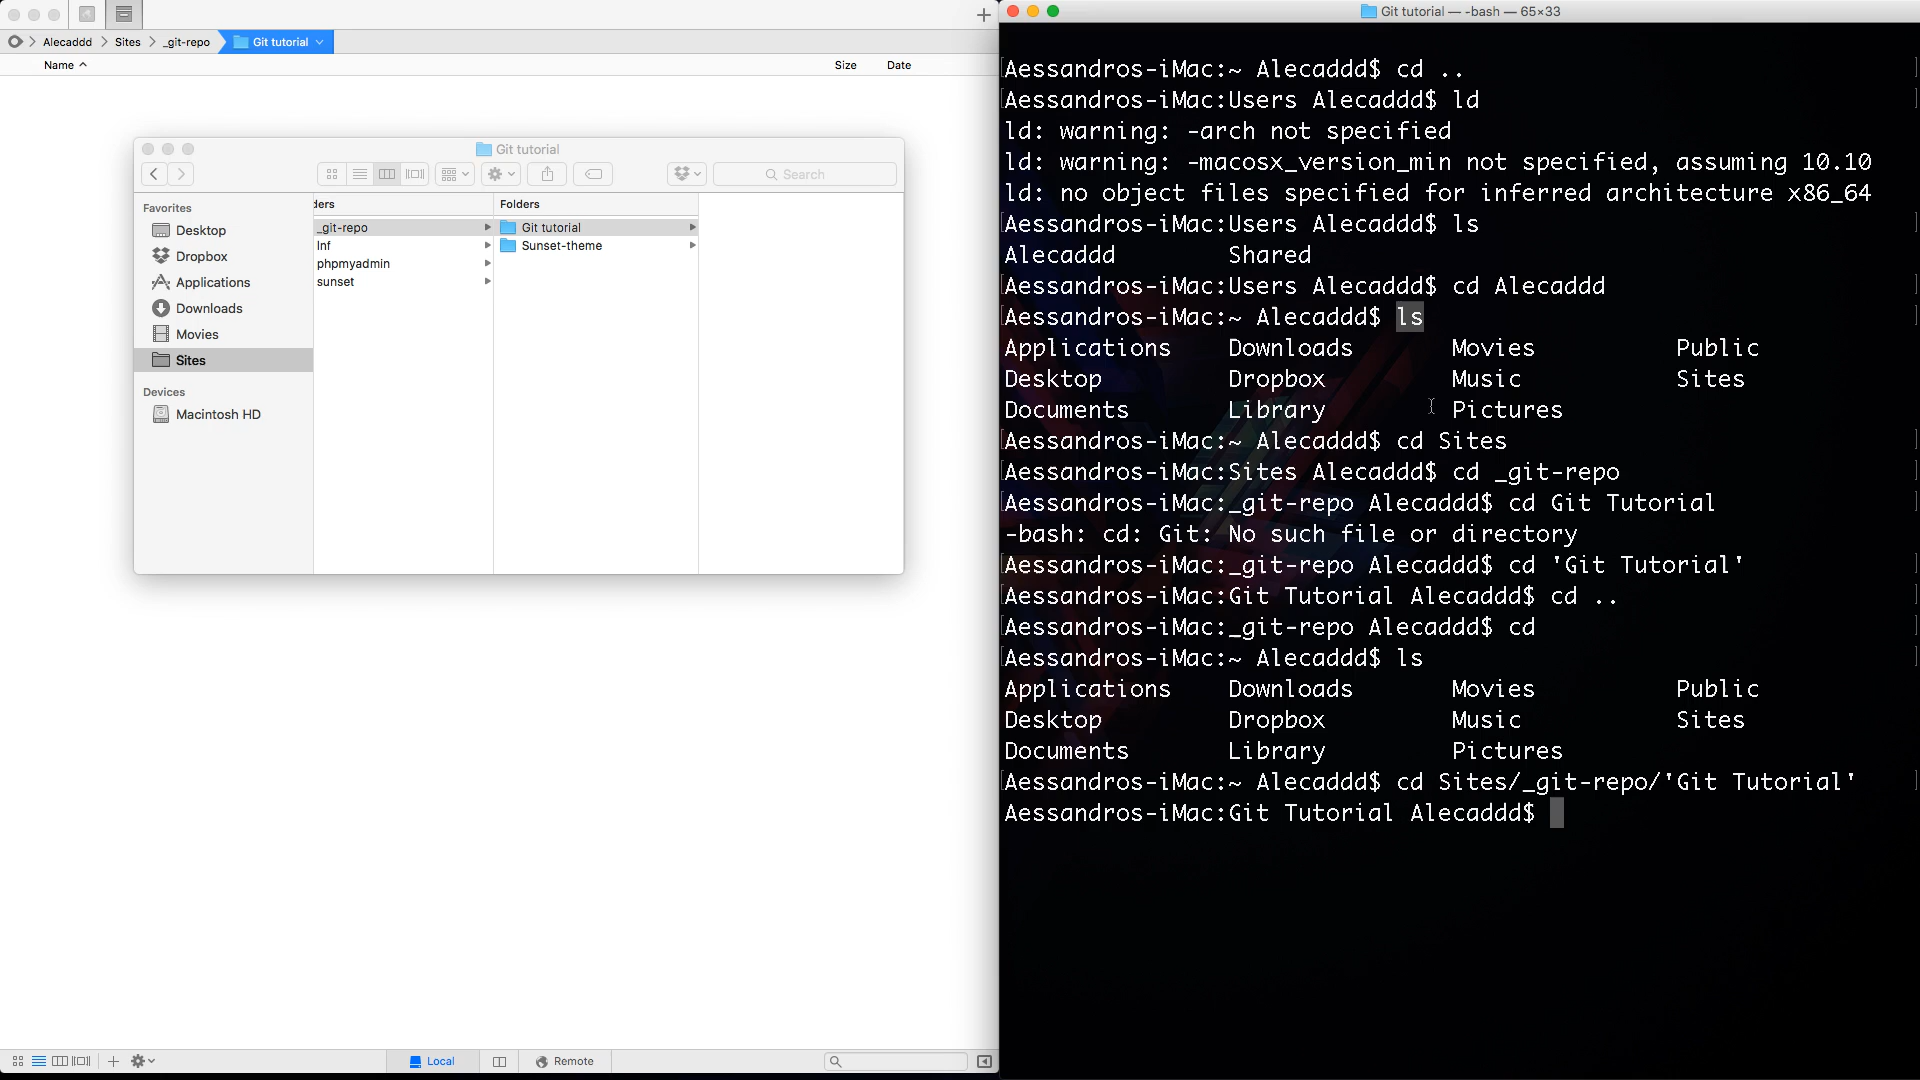 Alecaddd
Sites
_git-repo
Git tutorial
Name
Size
Date
Git tutorial
Search
Favorites
Desktop
Dropbox
Applications
Downloads
Movies
Sites
Devices
Macintosh HD
ders
_git-repo
lnf
phpmyadmin
sunset
Folders
Git tutorial
Sunset-theme
Local
Remote
Git tutorial — -bash — 65×33
Aessandros-iMac:~ Alecaddd$ cd ..
Aessandros-iMac:Users Alecaddd$ ld
ld: warning: -arch not specified
ld: warning: -macosx_version_min not specified, assuming 10.10
ld: no object files specified for inferred architecture x86_64
Aessandros-iMac:Users Alecaddd$ ls
Alecaddd Shared
Aessandros-iMac:Users Alecaddd$ cd Alecaddd
Aessandros-iMac:~ Alecaddd$ ls
Applications Downloads Movies Public
Desktop Dropbox Music Sites
Documents Library Pictures
Aessandros-iMac:~ Alecaddd$ cd Sites
Aessandros-iMac:Sites Alecaddd$ cd _git-repo
Aessandros-iMac:_git-repo Alecaddd$ cd Git Tutorial
-bash: cd: Git: No such file or directory
Aessandros-iMac:_git-repo Alecaddd$ cd 'Git Tutorial'
Aessandros-iMac:Git Tutorial Alecaddd$ cd ..
Aessandros-iMac:_git-repo Alecaddd$ cd
Aessandros-iMac:~ Alecaddd$ ls
Applications Downloads Movies Public
Desktop Dropbox Music Sites
Documents Library Pictures
Aessandros-iMac:~ Alecaddd$ cd Sites/_git-repo/'Git Tutorial'
Aessandros-iMac:Git Tutorial Alecaddd$